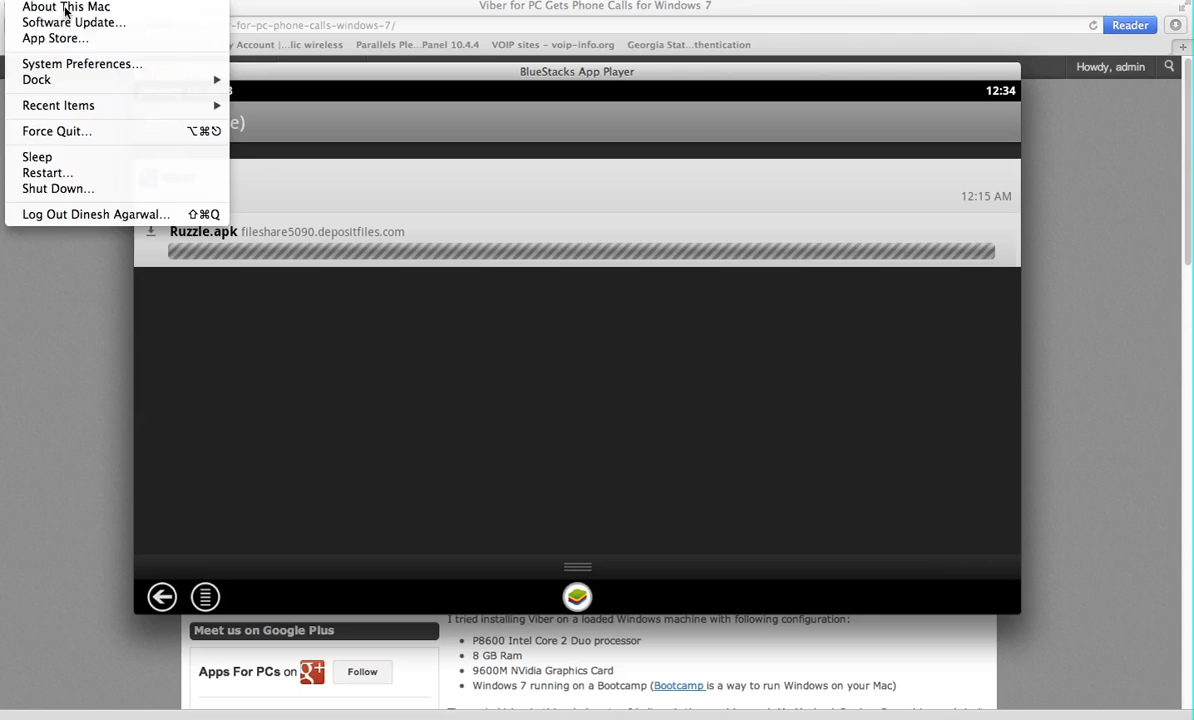 Viber for PC Gets Phone Calls for Windows 7
-for-pc-phone-calls-windows-7/
Reader
y Account |...lic wireless Parallels Ple...Panel 10.4.4 VOIP sites - voip-info.org Georgia Stat...thentication
Howdy, admin
About This Mac
Software Update...
App Store...
System Preferences...
Dock
Recent Items
Force Quit... ⌥⌘⎋
Sleep
Restart...
Shut Down...
Log Out Dinesh Agarwal... ⇧⌘Q
BlueStacks App Player
3 12:34
e)
12:15 AM
Ruzzle.apk fileshare5090.depositfiles.com
Meet us on Google Plus
Apps For PCs on g+ Follow
I tried installing Viber on a loaded Windows machine with following configuration:
• P8600 Intel Core 2 Duo processor
• 8 GB Ram
• 9600M NVidia Graphics Card
• Windows 7 running on a Bootcamp (Bootcamp is a way to run Windows on your Mac)